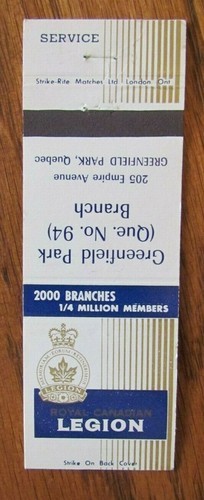 SERVICE
Strike-Rite Matches Ltd. London Ont.
Greenfield Park
(Que. No. 94)
Branch
205 Empire Avenue
GREENFIELD PARK, Quebec
2000 BRANCHES
1/4 MILLION MEMBERS
LEGION
ROYAL CANADIAN
LEGION
Strike On Back Cover